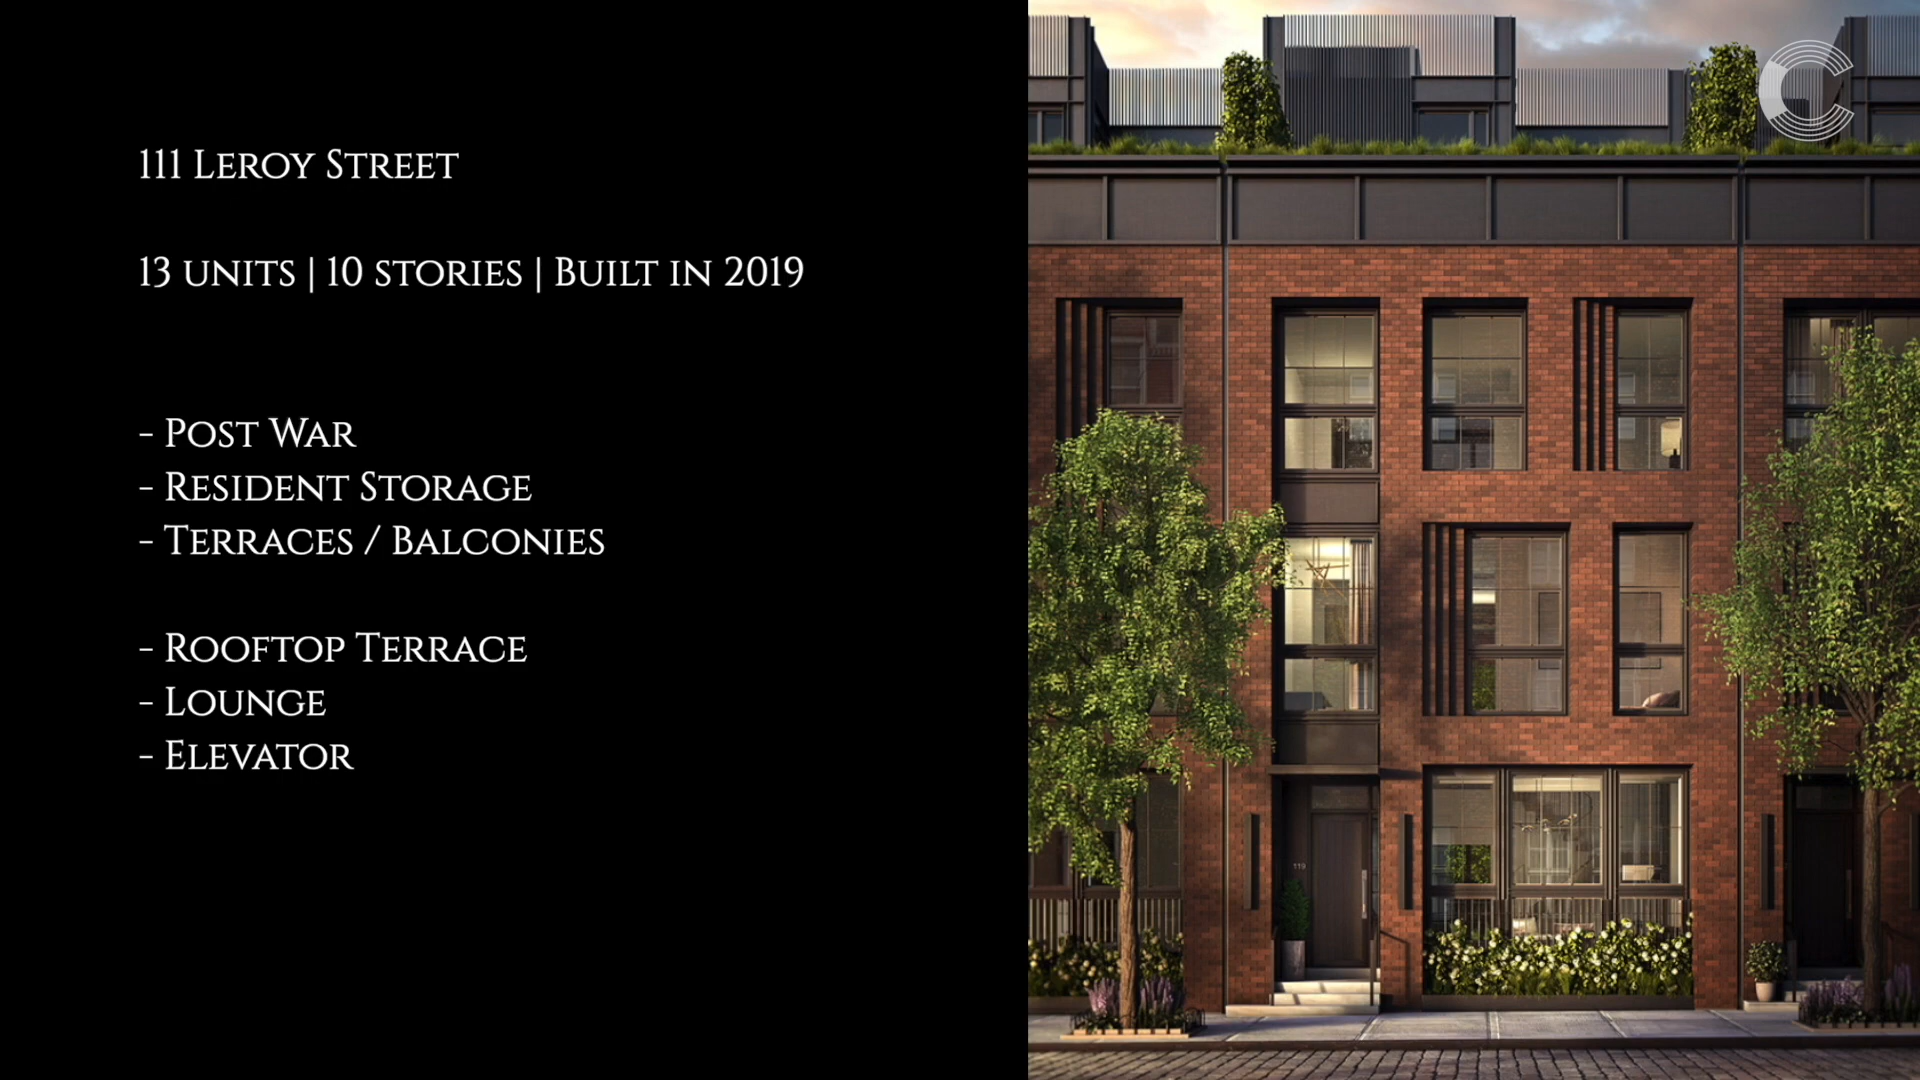 111 Leroy Street
13 units | 10 stories | Built in 2019
- Post War
- Resident Storage
- Terraces / Balconies
- Rooftop Terrace
- Lounge
- Elevator
119